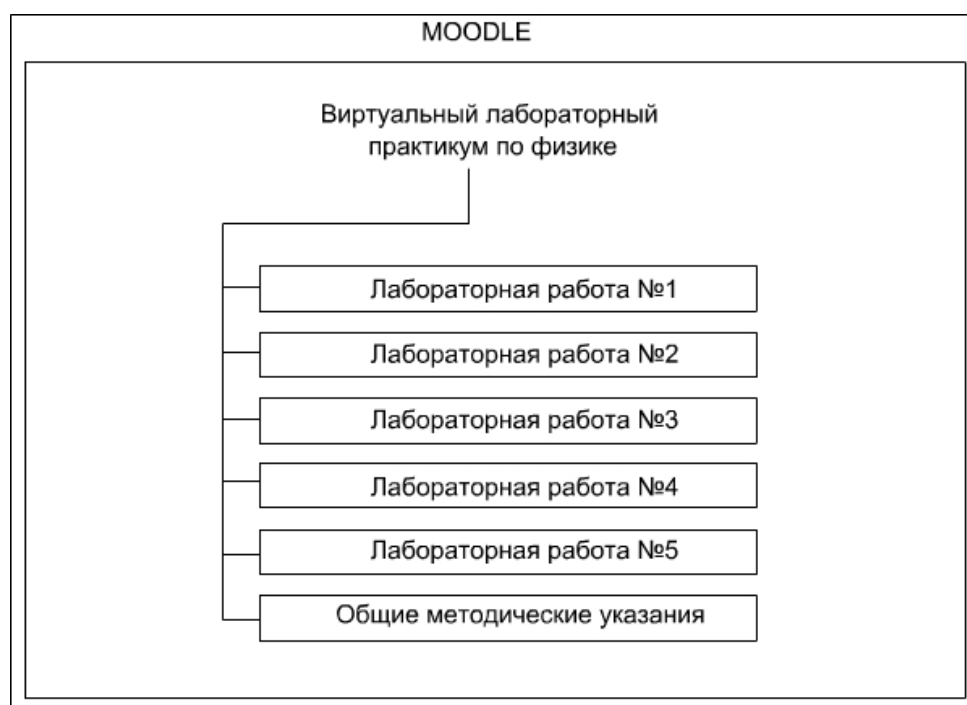 MOODLE
Виртуальный лабораторный
практикум по физике
Лабораторная работа №1
Лабораторная работа №2
Лабораторная работа №3
Лабораторная работа №4
Лабораторная работа №5
Общие методические указания